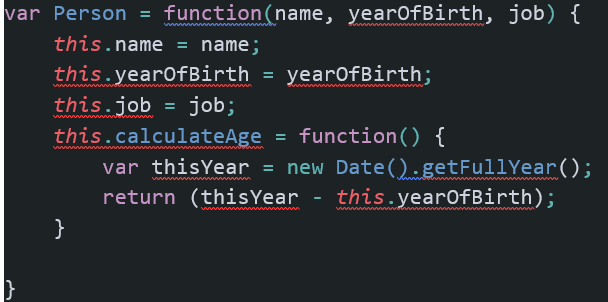 var Person = function(name, yearOfBirth, job) {
    this.name = name;
    this.yearOfBirth = yearOfBirth;
    this.job = job;
    this.calculateAge = function() {
        var thisYear = new Date().getFullYear();
        return (thisYear - this.yearOfBirth);
    }
}